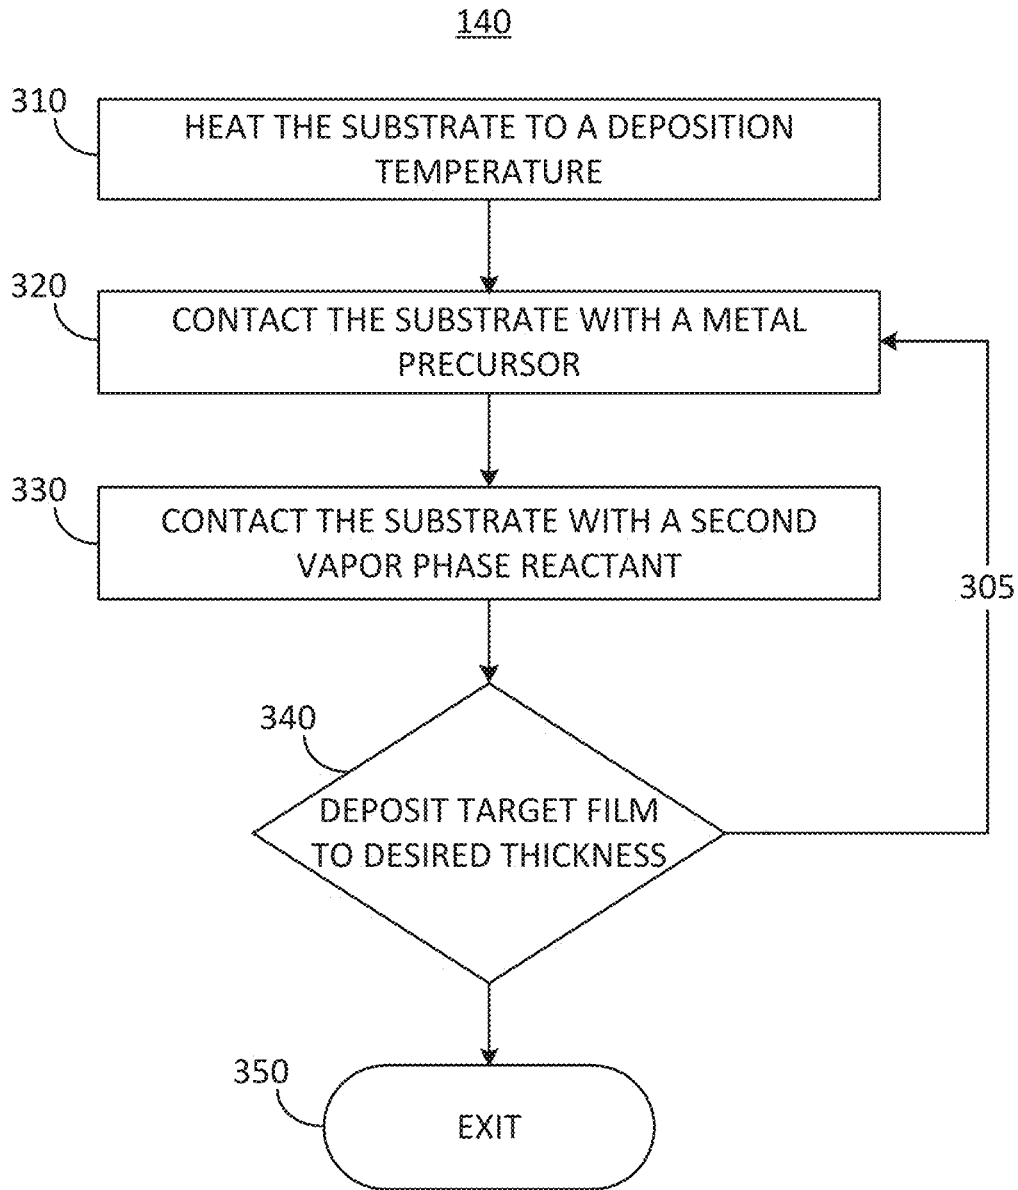 140
310
HEAT THE SUBSTRATE TO A DEPOSITION
TEMPERATURE
320
CONTACT THE SUBSTRATE WITH A METAL
PRECURSOR
330
CONTACT THE SUBSTRATE WITH A SECOND
VAPOR PHASE REACTANT
305
340
DEPOSIT TARGET FILM
TO DESIRED THICKNESS
350
EXIT